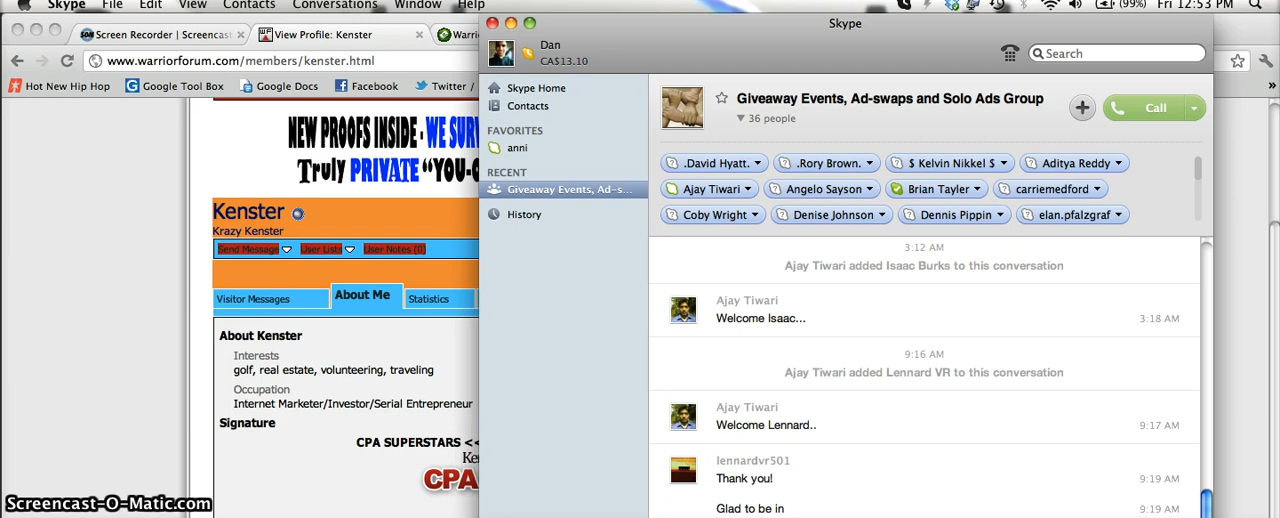 Skype File Edit View Contacts Conversations Window Help
(99%) Fri 12:53 PM
Screen Recorder | Screencast
View Profile: Kenster
Warri
www.warriorforum.com/members/kenster.html
Hot New Hip Hop
Google Tool Box
Google Docs
Facebook
Twitter /
NEW PROOFS INSIDE - WE SUR
Truly PRIVATE “YOU-C
Kenster
Krazy Kenster
Send Message
User Lists
User Notes (0)
Visitor Messages
About Me
Statistics
About Kenster
Interests
golf, real estate, volunteering, traveling
Occupation
Internet Marketer/Investor/Serial Entrepreneur
Signature
CPA SUPERSTARS <<
Ken
CPA
Screencast-O-Matic.com
Skype
Dan
CA$13.10
Search
Skype Home
Contacts
FAVORITES
anni
RECENT
Giveaway Events, Ad-s...
History
Giveaway Events, Ad-swaps and Solo Ads Group
36 people
Call
.David Hyatt.
.Rory Brown.
$ Kelvin Nikkel $
Aditya Reddy
Ajay Tiwari
Angelo Sayson
Brian Tayler
carriemedford
Coby Wright
Denise Johnson
Dennis Pippin
elan.pfalzgraf
3:12 AM
Ajay Tiwari added Isaac Burks to this conversation
Ajay Tiwari
Welcome Isaac...
3:18 AM
9:16 AM
Ajay Tiwari added Lennard VR to this conversation
Ajay Tiwari
Welcome Lennard..
9:17 AM
lennardvr501
Thank you!
9:19 AM
Glad to be in
9:19 AM